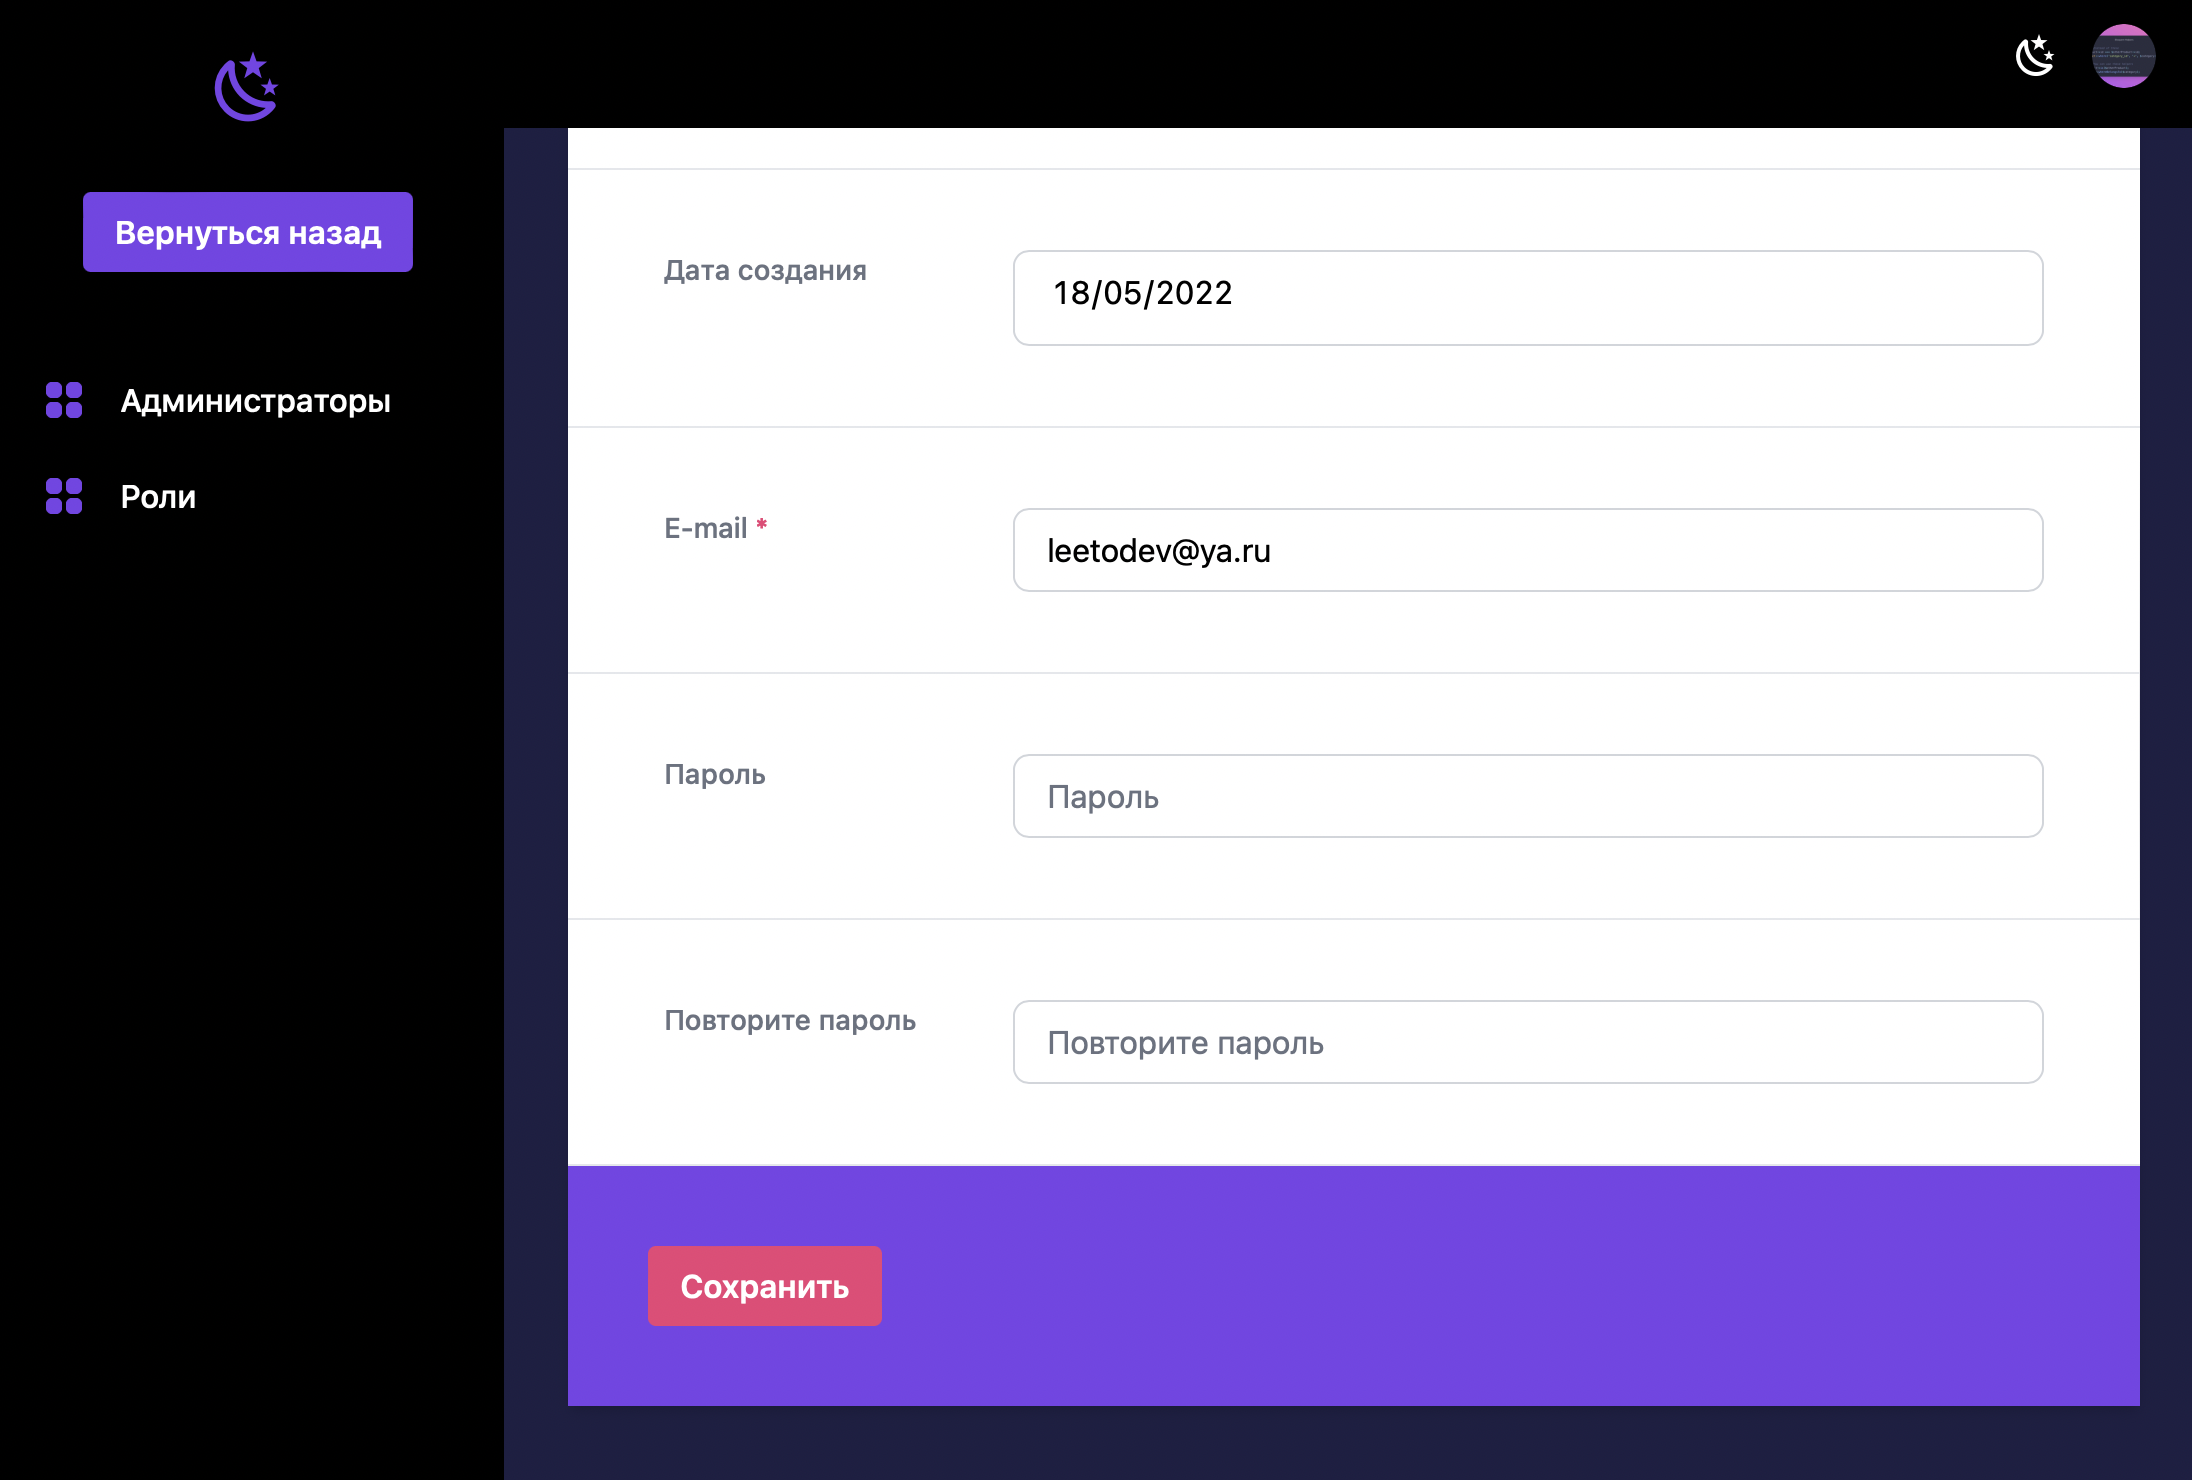 Вернуться назад
Администраторы
Роли
Дата создания
18/05/2022
E-mail *
leetodev@ya.ru
Пароль
Пароль
Повторите пароль
Повторите пароль
Сохранить